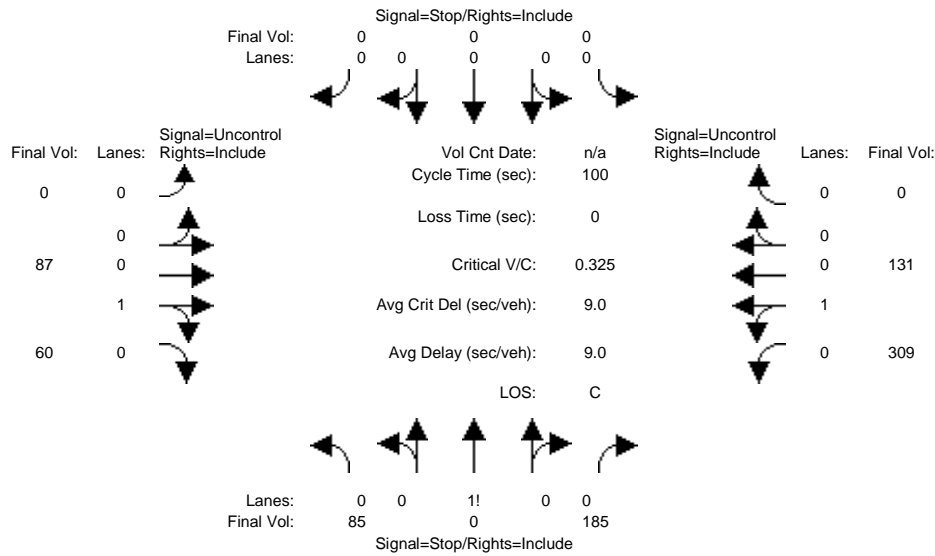 Signal=Stop/Rights=Include
Final Vol: 0 0 0
Lanes: 0 0 0 0 0
Signal=Uncontrol Signal=Uncontrol
Final Vol: Lanes: Rights=Include Vol Cnt Date: n/a Rights=Include Lanes: Final Vol:
Cycle Time (sec): 100
0 0 0 0
Loss Time (sec): 0
0 0
87 0 Critical V/C: 0.325 0 131
1 Avg Crit Del (sec/veh): 9.0 1
60 0 Avg Delay (sec/veh): 9.0 0 309
LOS: C
Lanes: 0 0 1! 0 0
Final Vol: 85 0 185
Signal=Stop/Rights=Include